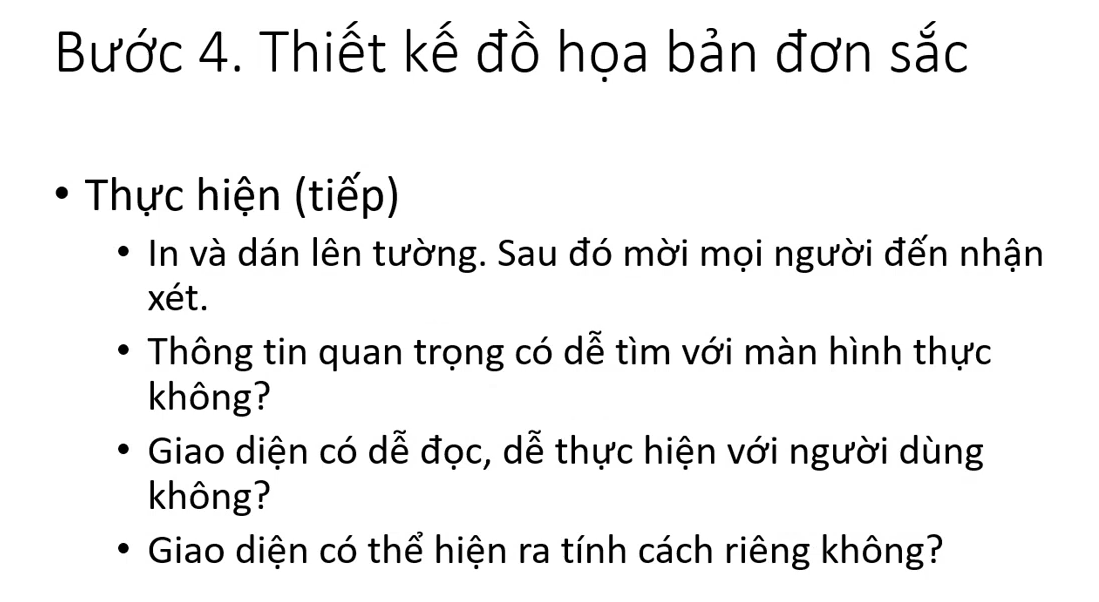 Bước 4. Thiết kế đồ họa bản đơn sắc
• Thực hiện (tiếp)
• In và dán lên tường. Sau đó mời mọi người đến nhận
xét.
• Thông tin quan trọng có dễ tìm với màn hình thực
không?
• Giao diện có dễ đọc, dễ thực hiện với người dùng
không?
• Giao diện có thể hiện ra tính cách riêng không?